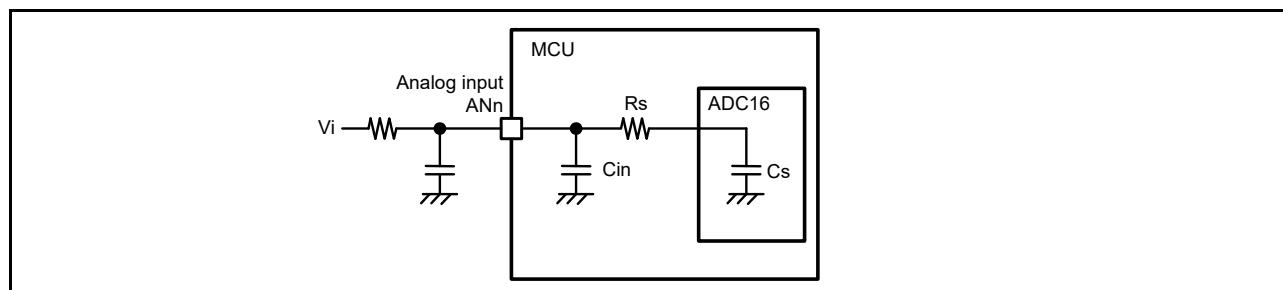 MCU
Analog input
ANn
Rs
ADC16
Vi
Cin
Cs